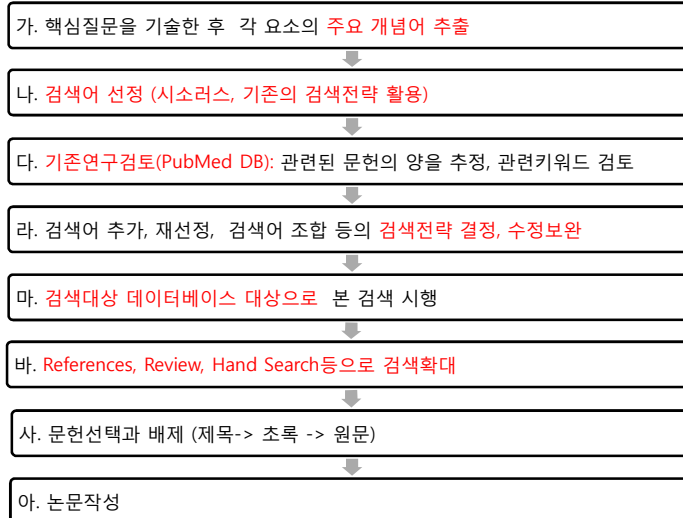 가. 핵심질문을 기술한 후 각 요소의 주요 개념어 추출
나. 검색어 선정 (시소러스, 기존의 검색전략 활용)
다. 기존연구검토(PubMed DB): 관련된 문헌의 양을 추정, 관련키워드 검토
라. 검색어 추가, 재선정, 검색어 조합 등의 검색전략 결정, 수정보완
마. 검색대상 데이터베이스 대상으로 본 검색 시행
바. References, Review, Hand Search등으로 검색확대
사. 문헌선택과 배제 (제목-> 초록 -> 원문)
아. 논문작성